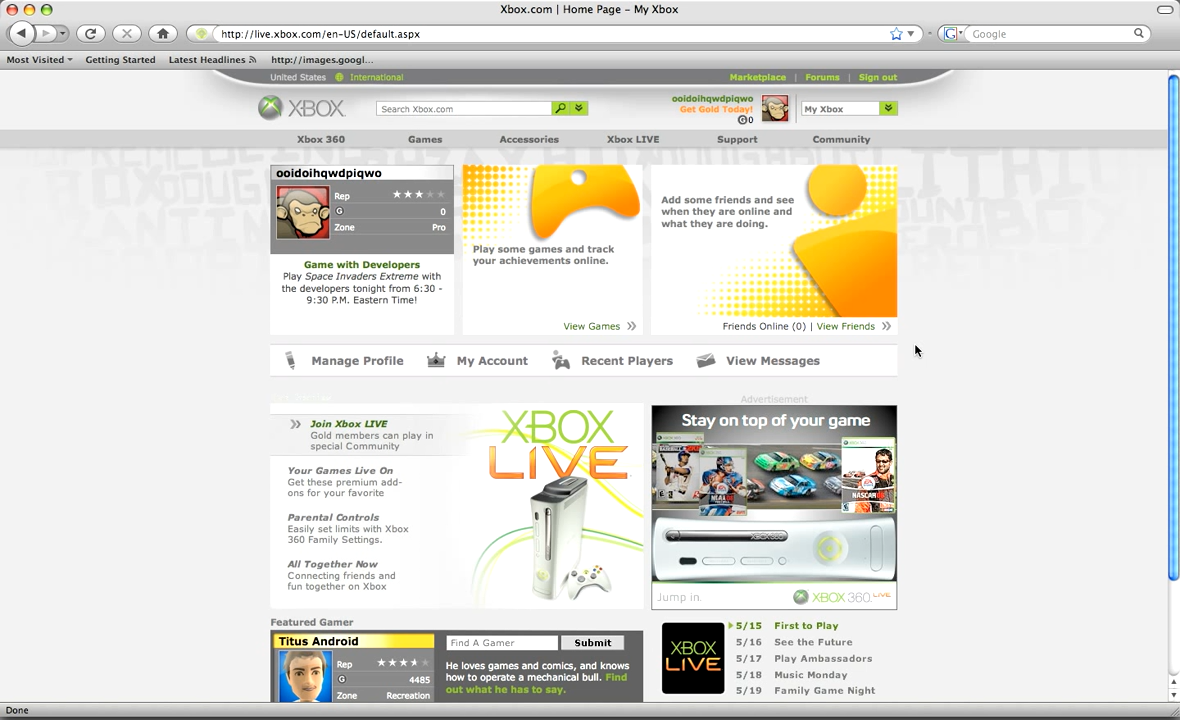 Xbox.com | Home Page - My Xbox
http://live.xbox.com/en-US/default.aspx
Google
Most Visited
Getting Started
Latest Headlines
http://images.googl...
United States
International
Marketplace | Forums | Sign out
XBOX
Search Xbox.com
ooidoihqwdpiqwo
Get Gold Today!
G 0
My Xbox
Xbox 360
Games
Accessories
Xbox LIVE
Support
Community
ooidoihqwdpiqwo
Rep
G 0
Zone Pro
Game with Developers
Play Space Invaders Extreme with
the developers tonight from 6:30 -
9:30 P.M. Eastern Time!
Play some games and track
your achievements online.
View Games
Add some friends and see
when they are online and
what they are doing.
Friends Online (0) | View Friends
Manage Profile
My Account
Recent Players
View Messages
Join Xbox LIVE
Gold members can play in
special Community
Your Games Live On
Get these premium add-
ons for your favorite
Parental Controls
Easily set limits with Xbox
360 Family Settings.
All Together Now
Connecting friends and
fun together on Xbox
XBOX
LIVE
Advertisement
Stay on top of your game
NASCAR
XBOX360
Jump in.
XBOX 360. LIVE
Featured Gamer
Titus Android
Rep
G 4485
Zone Recreation
Find A Gamer
Submit
He loves games and comics, and knows
how to operate a mechanical bull. Find
out what he has to say.
XBOX
LIVE
5/15 First to Play
5/16 See the Future
5/17 Play Ambassadors
5/18 Music Monday
5/19 Family Game Night
Done